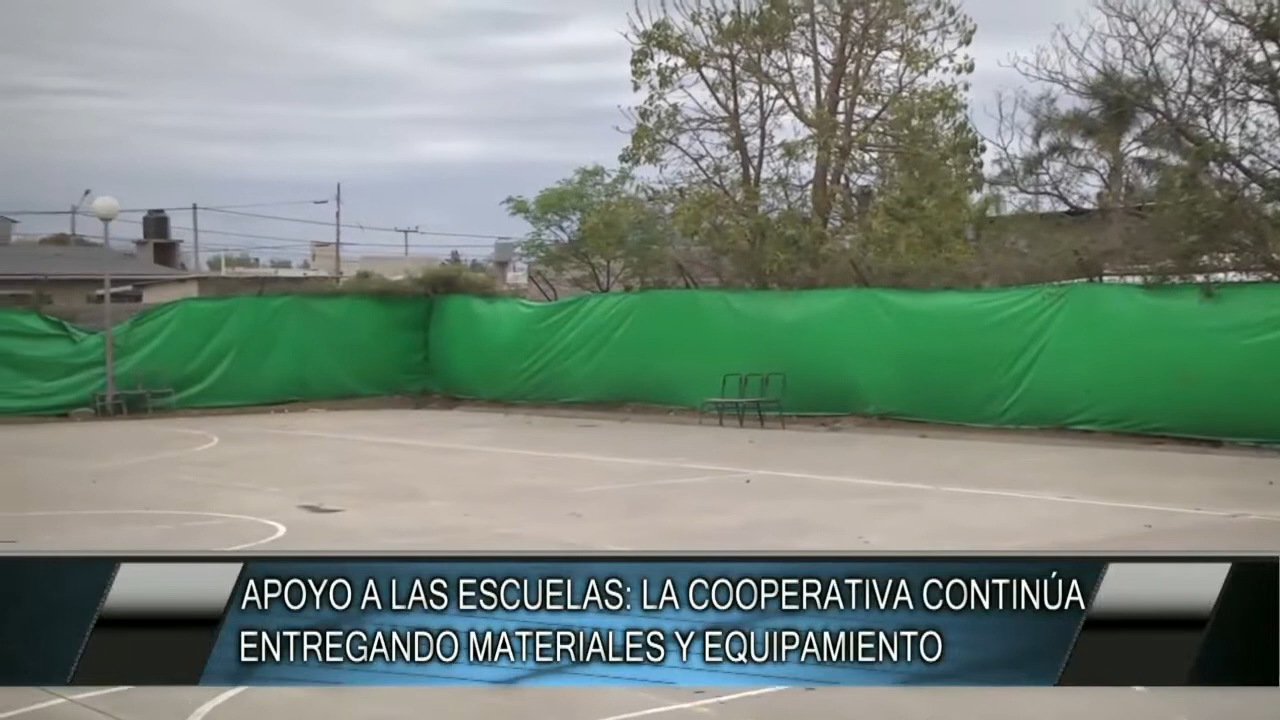 APOYO A LAS ESCUELAS: LA COOPERATIVA CONTINÚA
ENTREGANDO MATERIALES Y EQUIPAMIENTO